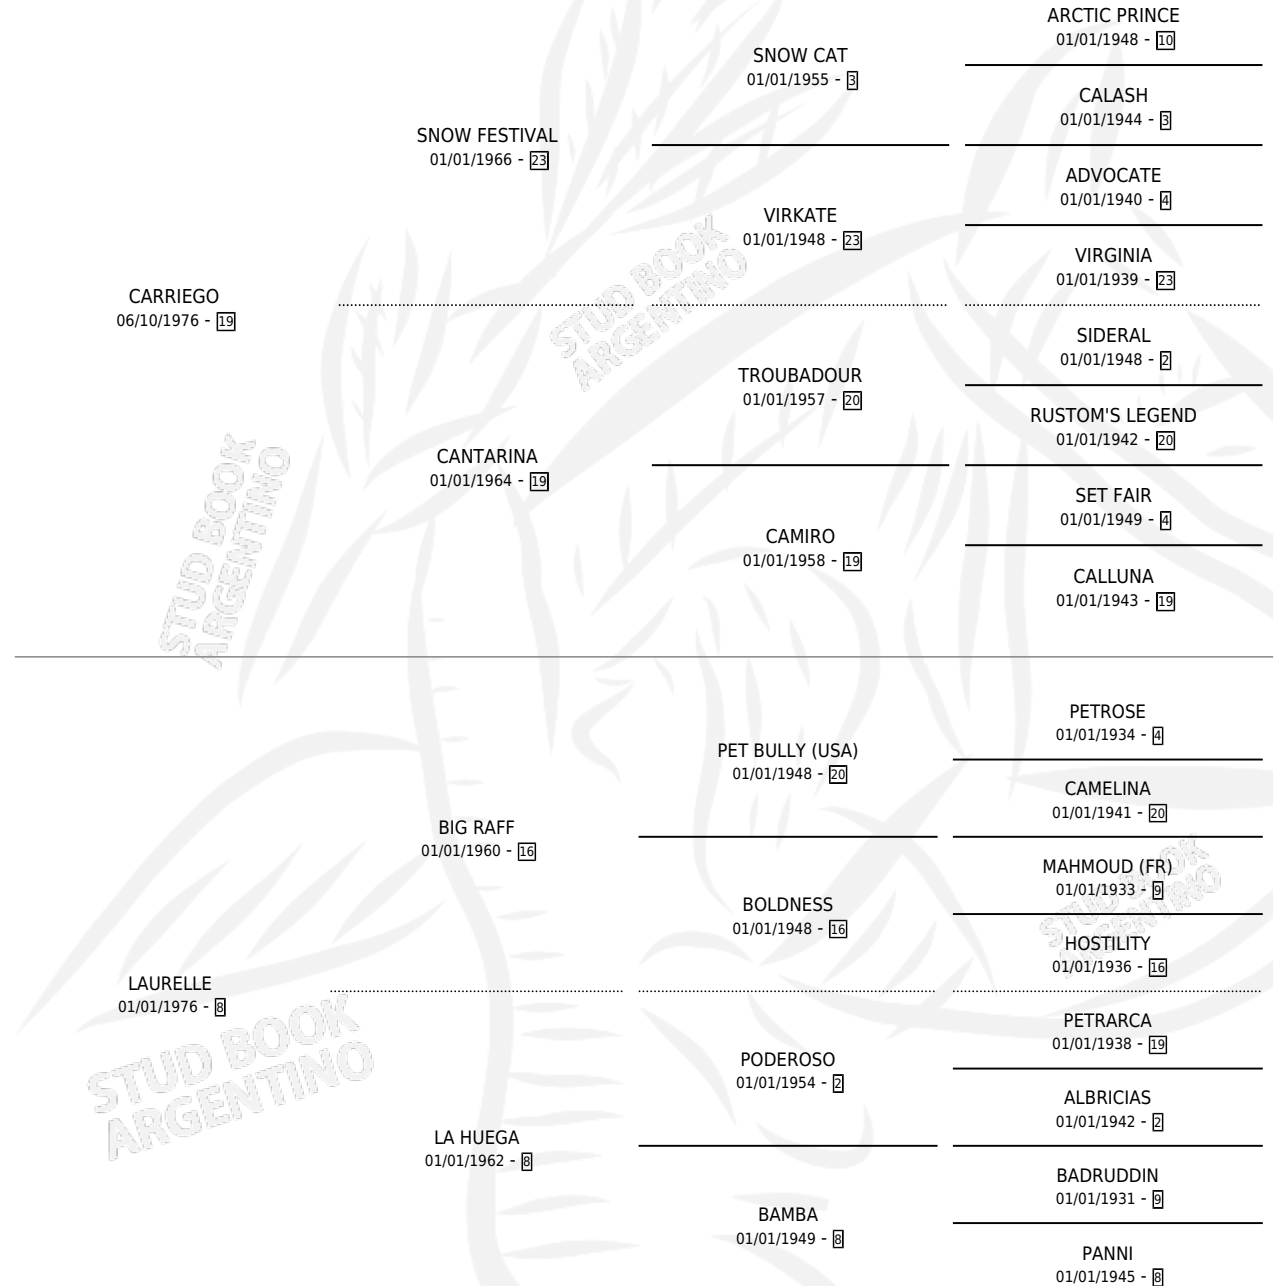 ARCTIC PRINCE
01/01/1948 - 10
SNOW CAT
01/01/1955 - 3
CALASH
01/01/1944 - 3
SNOW FESTIVAL
01/01/1966 - 23
ADVOCATE
01/01/1940 - 4
VIRKATE
01/01/1948 - 23
VIRGINIA
01/01/1939 - 23
STUD BOOK
ARGENTINO
CARRIEGO
06/10/1976 - 19
SIDERAL
01/01/1948 - 2
TROUBADOUR
01/01/1957 - 20
RUSTOM'S LEGEND
01/01/1942 - 20
CANTARINA
01/01/1964 - 19
SET FAIR
01/01/1949 - 4
CAMIRO
01/01/1958 - 19
CALLUNA
01/01/1943 - 19
STUD BOOK
ARGENTINO
PETROSE
01/01/1934 - 4
PET BULLY (USA)
01/01/1948 - 20
CAMELINA
01/01/1941 - 20
BIG RAFF
01/01/1960 - 16
MAHMOUD (FR)
01/01/1933 - 9
BOLDNESS
01/01/1948 - 16
HOSTILITY
01/01/1936 - 16
STUD BOOK
ARGENTINO
LAURELLE
01/01/1976 - 8
PETRARCA
01/01/1938 - 19
PODEROSO
01/01/1954 - 2
ALBRICIAS
01/01/1942 - 2
STUD BOOK
ARGENTINO
LA HUEGA
01/01/1962 - 8
BADRUDDIN
01/01/1931 - 9
BAMBA
01/01/1949 - 8
PANNI
01/01/1945 - 8